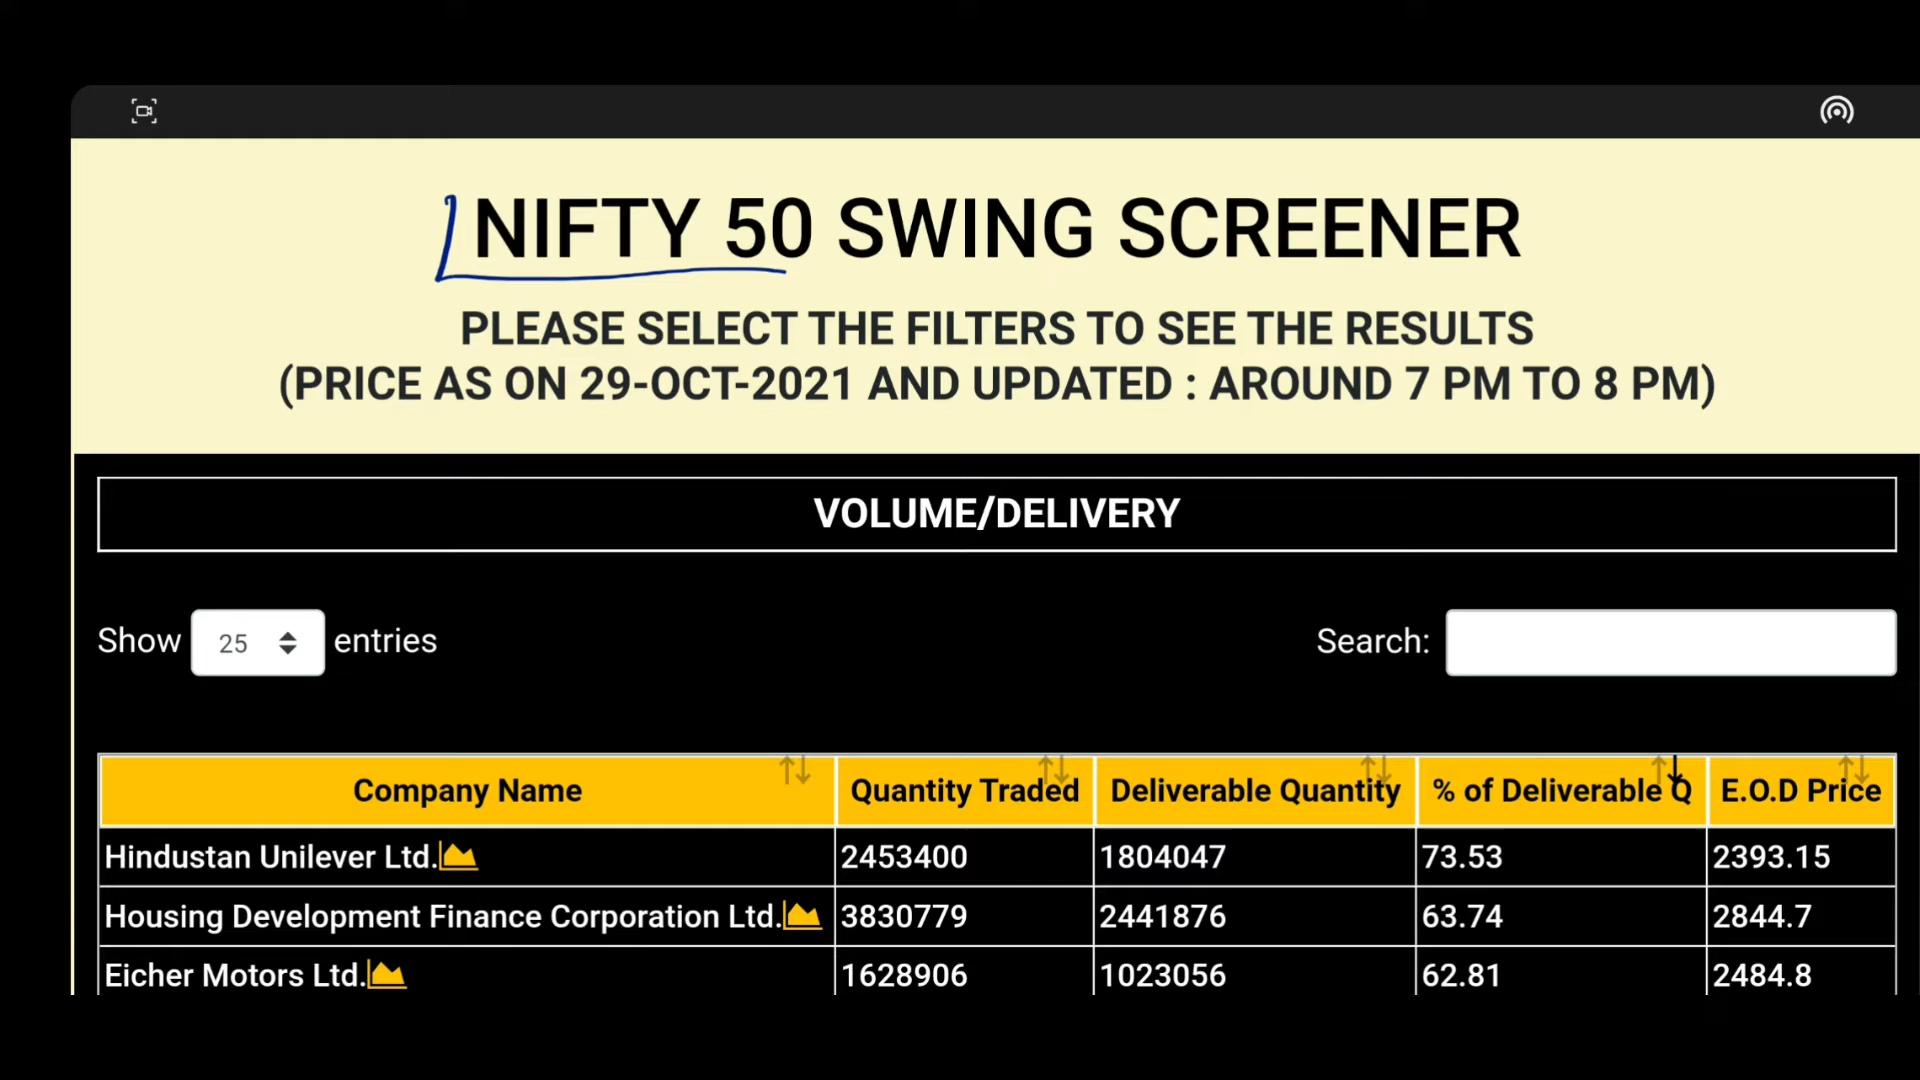 NIFTY 50 SWING SCREENER
PLEASE SELECT THE FILTERS TO SEE THE RESULTS
(PRICE AS ON 29-OCT-2021 AND UPDATED : AROUND 7 PM TO 8 PM)
VOLUME/DELIVERY
Show 25 entries Search:
Company Name Quantity Traded Deliverable Quantity % of Deliverable Q E.O.D Price
Hindustan Unilever Ltd. 2453400 1804047 73.53 2393.15
Housing Development Finance Corporation Ltd. 3830779 2441876 63.74 2844.7
Eicher Motors Ltd. 1628906 1023056 62.81 2484.8